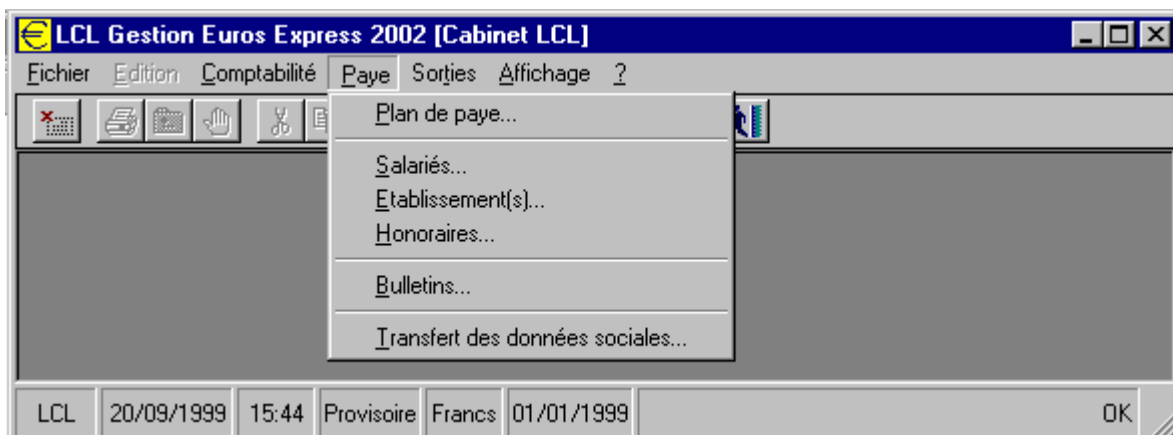 LCL Gestion Euros Express 2002 [Cabinet LCL]
Fichier Edition Comptabilité Paye Sorties Affichage ?
Plan de paye...
Salariés...
Etablissement(s)...
Honoraires...
Bulletins...
Transfert des données sociales...
LCL 20/09/1999 15:44 Provisoire Francs 01/01/1999 OK